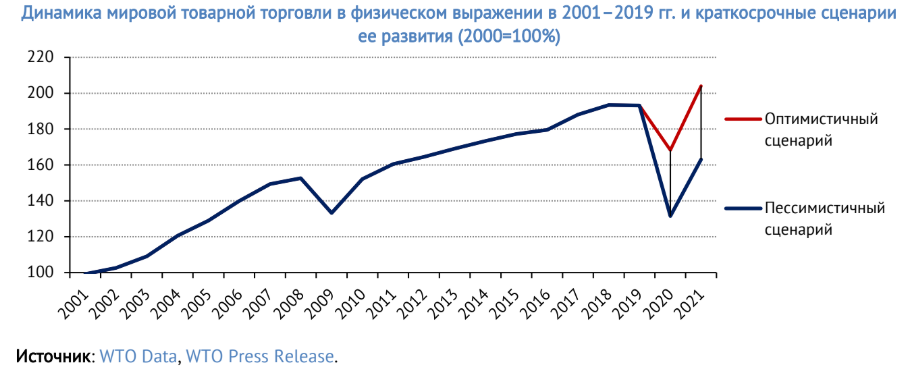 Динамика мировой товарной торговли в физическом выражении в 2001–2019 гг. и краткосрочные сценарии
ее развития (2000=100%)
220
200
180
160
140
120
100
2001 2002 2003 2004 2005 2006 2007 2008 2009 2010 2011 2012 2013 2014 2015 2016 2017 2018 2019 2020 2021
Оптимистичный
сценарий
Пессимистичный
сценарий
Источник: WTO Data, WTO Press Release.